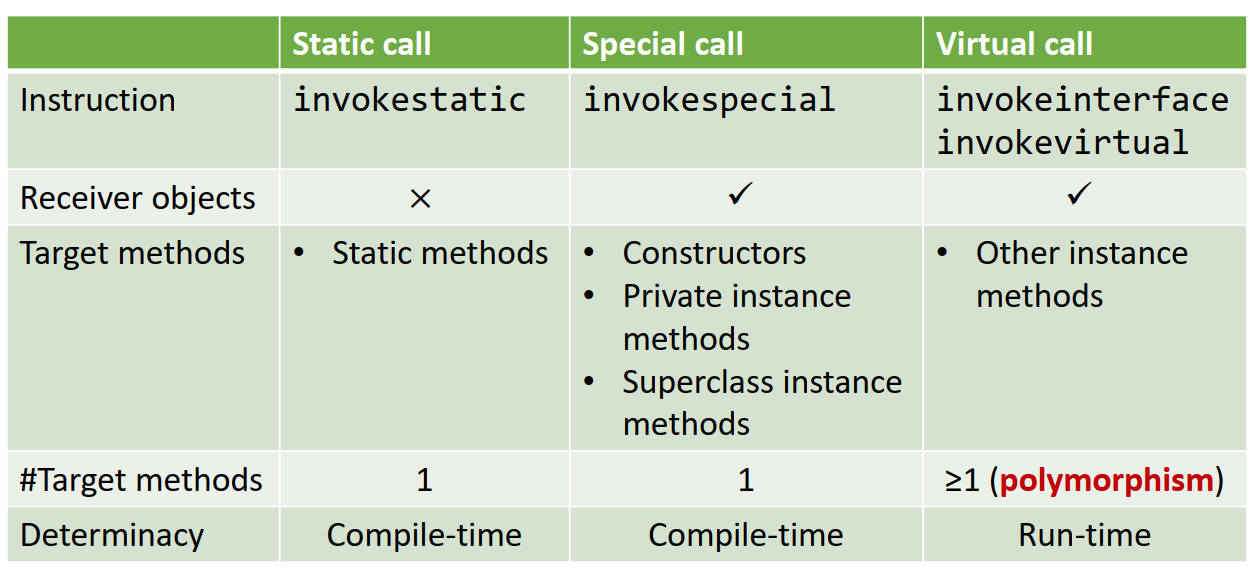 Static call Special call Virtual call
Instruction invokestatic invokespecial invokeinterface
invokevirtual
Receiver objects × ✓ ✓
Target methods • Static methods • Constructors • Other instance
• Private instance methods
methods
• Superclass instance
methods
#Target methods 1 1 ≥1 (polymorphism)
Determinacy Compile-time Compile-time Run-time